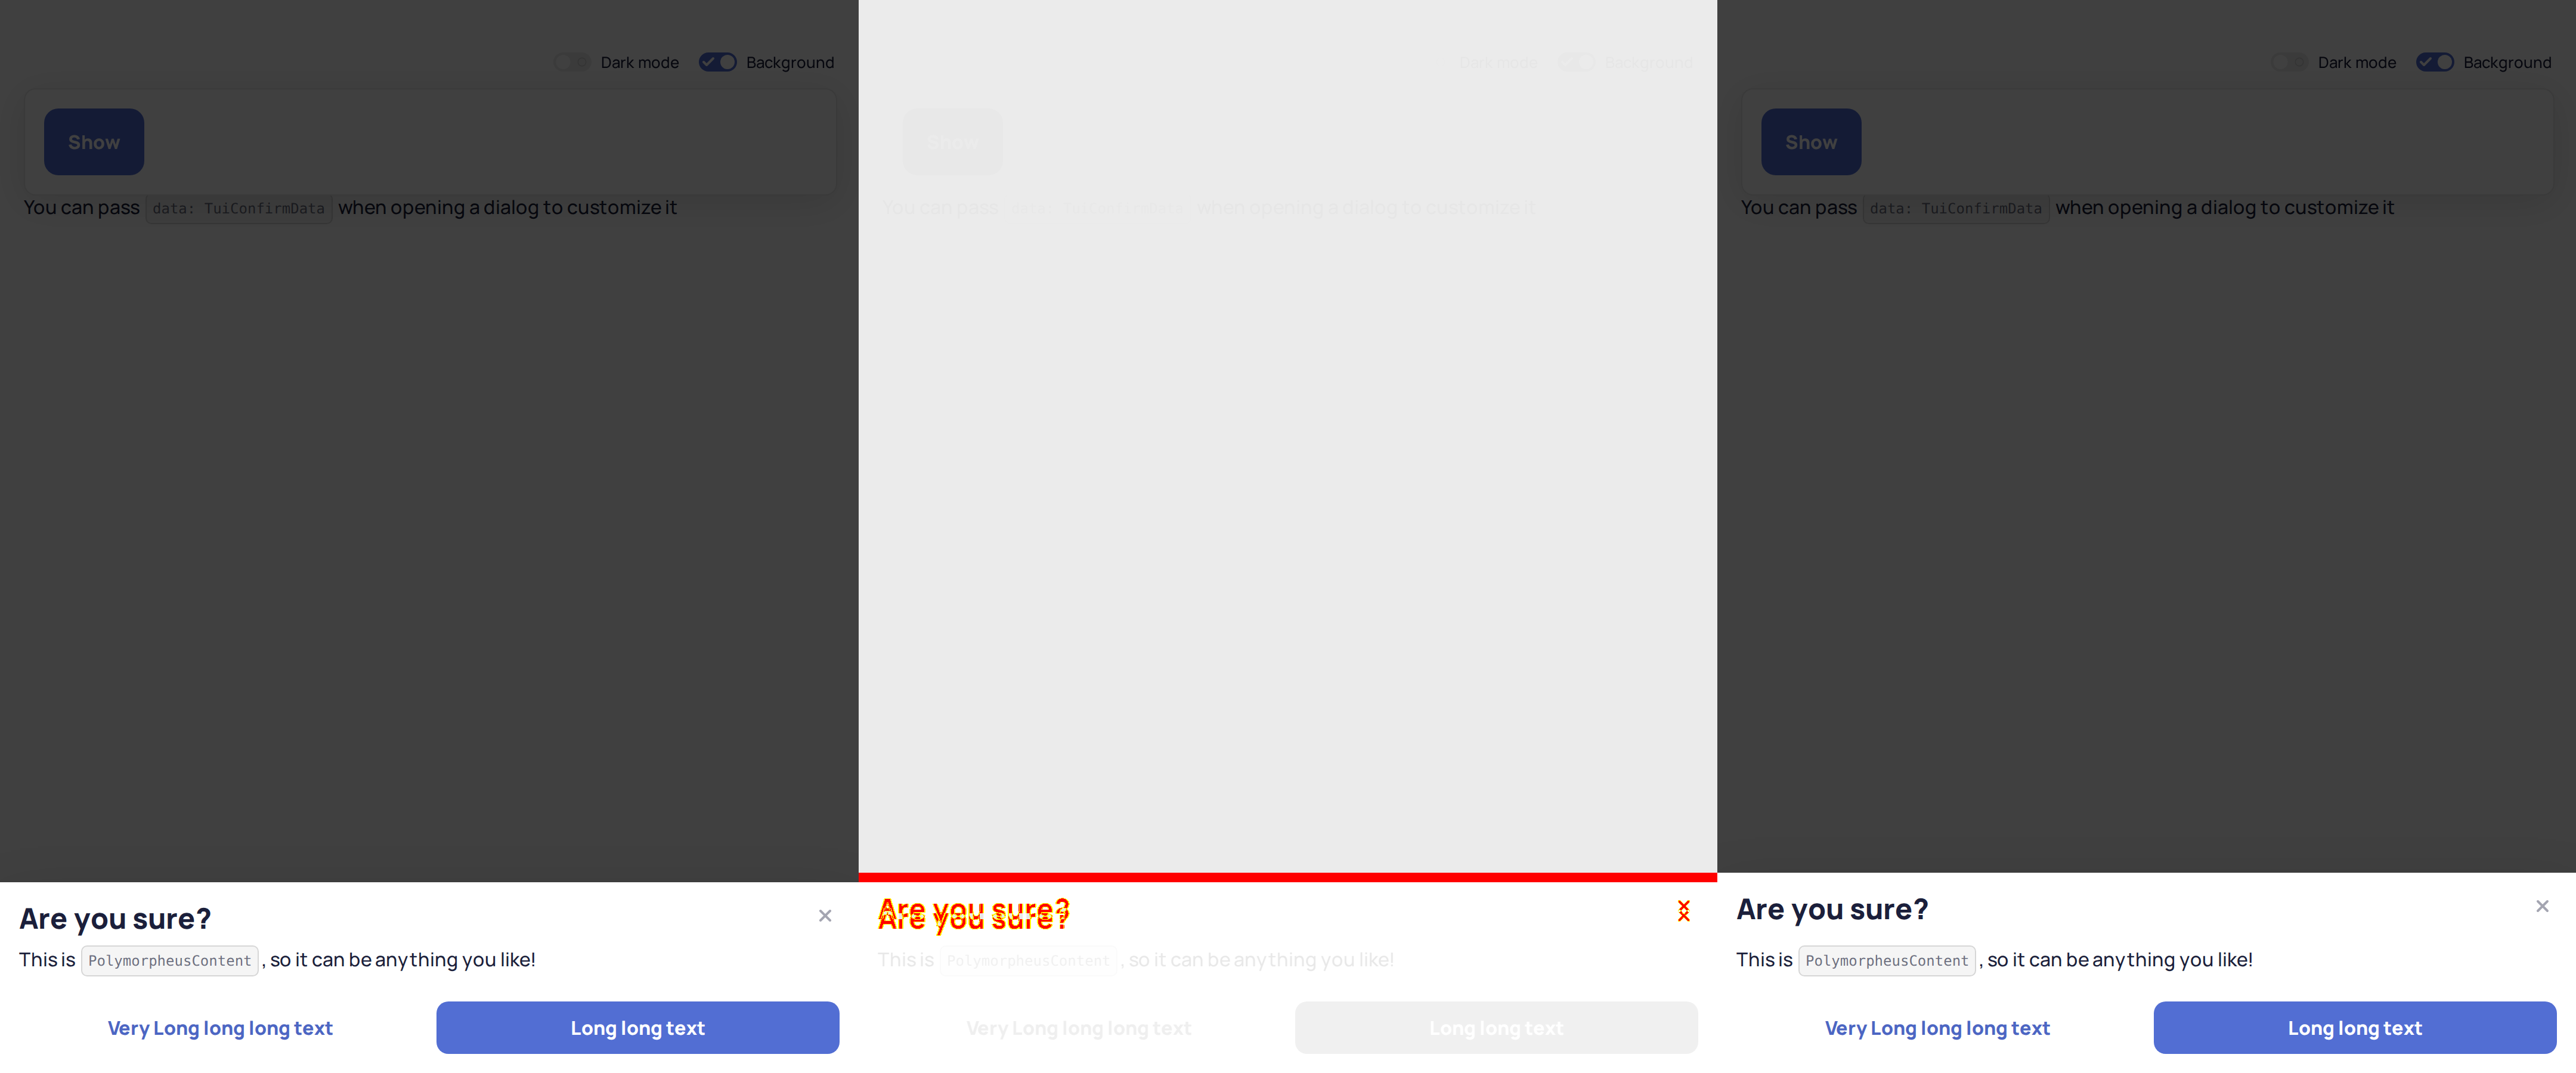 Dark mode Background
Show
You can pass data: TuiConfirmData when opening a dialog to customize it
Are you sure?
This is PolymorpheusContent , so it can be anything you like!
Very Long long long text Long long text
Dark mode Background
Show
You can pass data: TuiConfirmData when opening a dialog to customize it
Are you sure?
Are you sure?
This is PolymorpheusContent , so it can be anything you like!
Very Long long long text Long long text
Dark mode Background
Show
You can pass data: TuiConfirmData when opening a dialog to customize it
Are you sure?
This is PolymorpheusContent , so it can be anything you like!
Very Long long long text Long long text